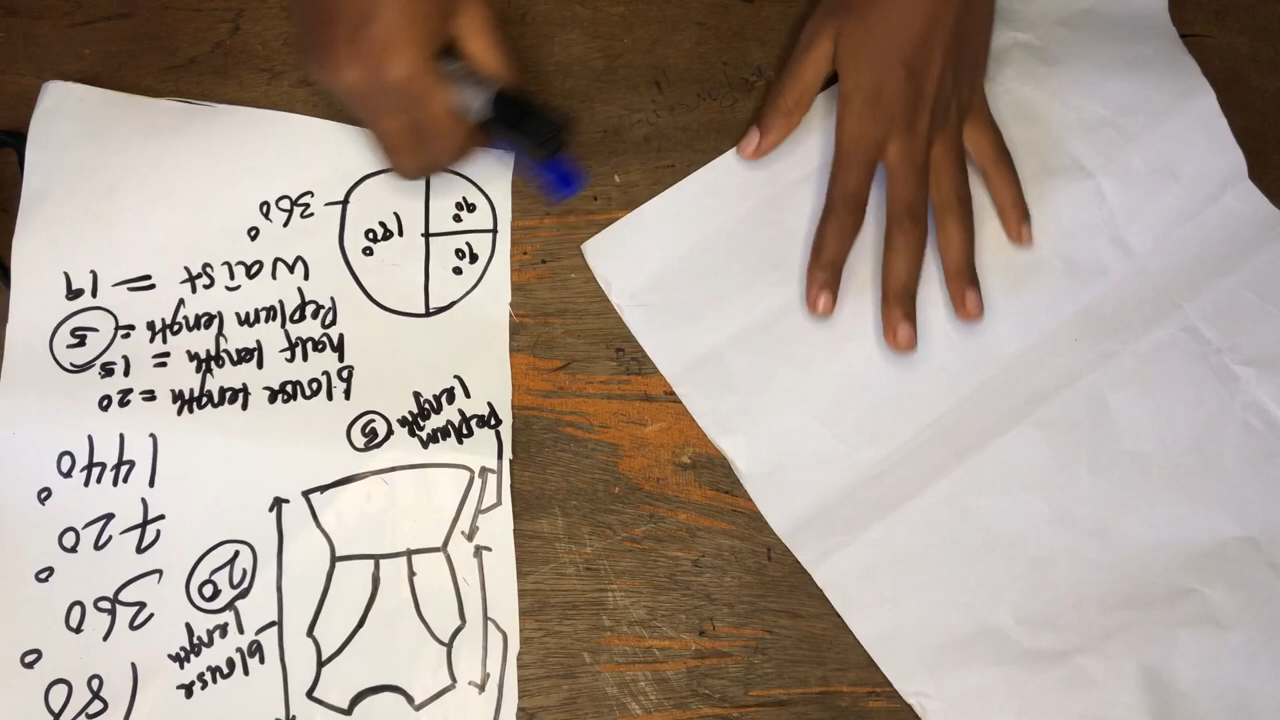 blouse
length
20
180°
360°
720°
1440°
peplum
length 5
blouse length = 20
half length = 15
peplum length = 5
Waist = 19
90°
90°
180°
360°